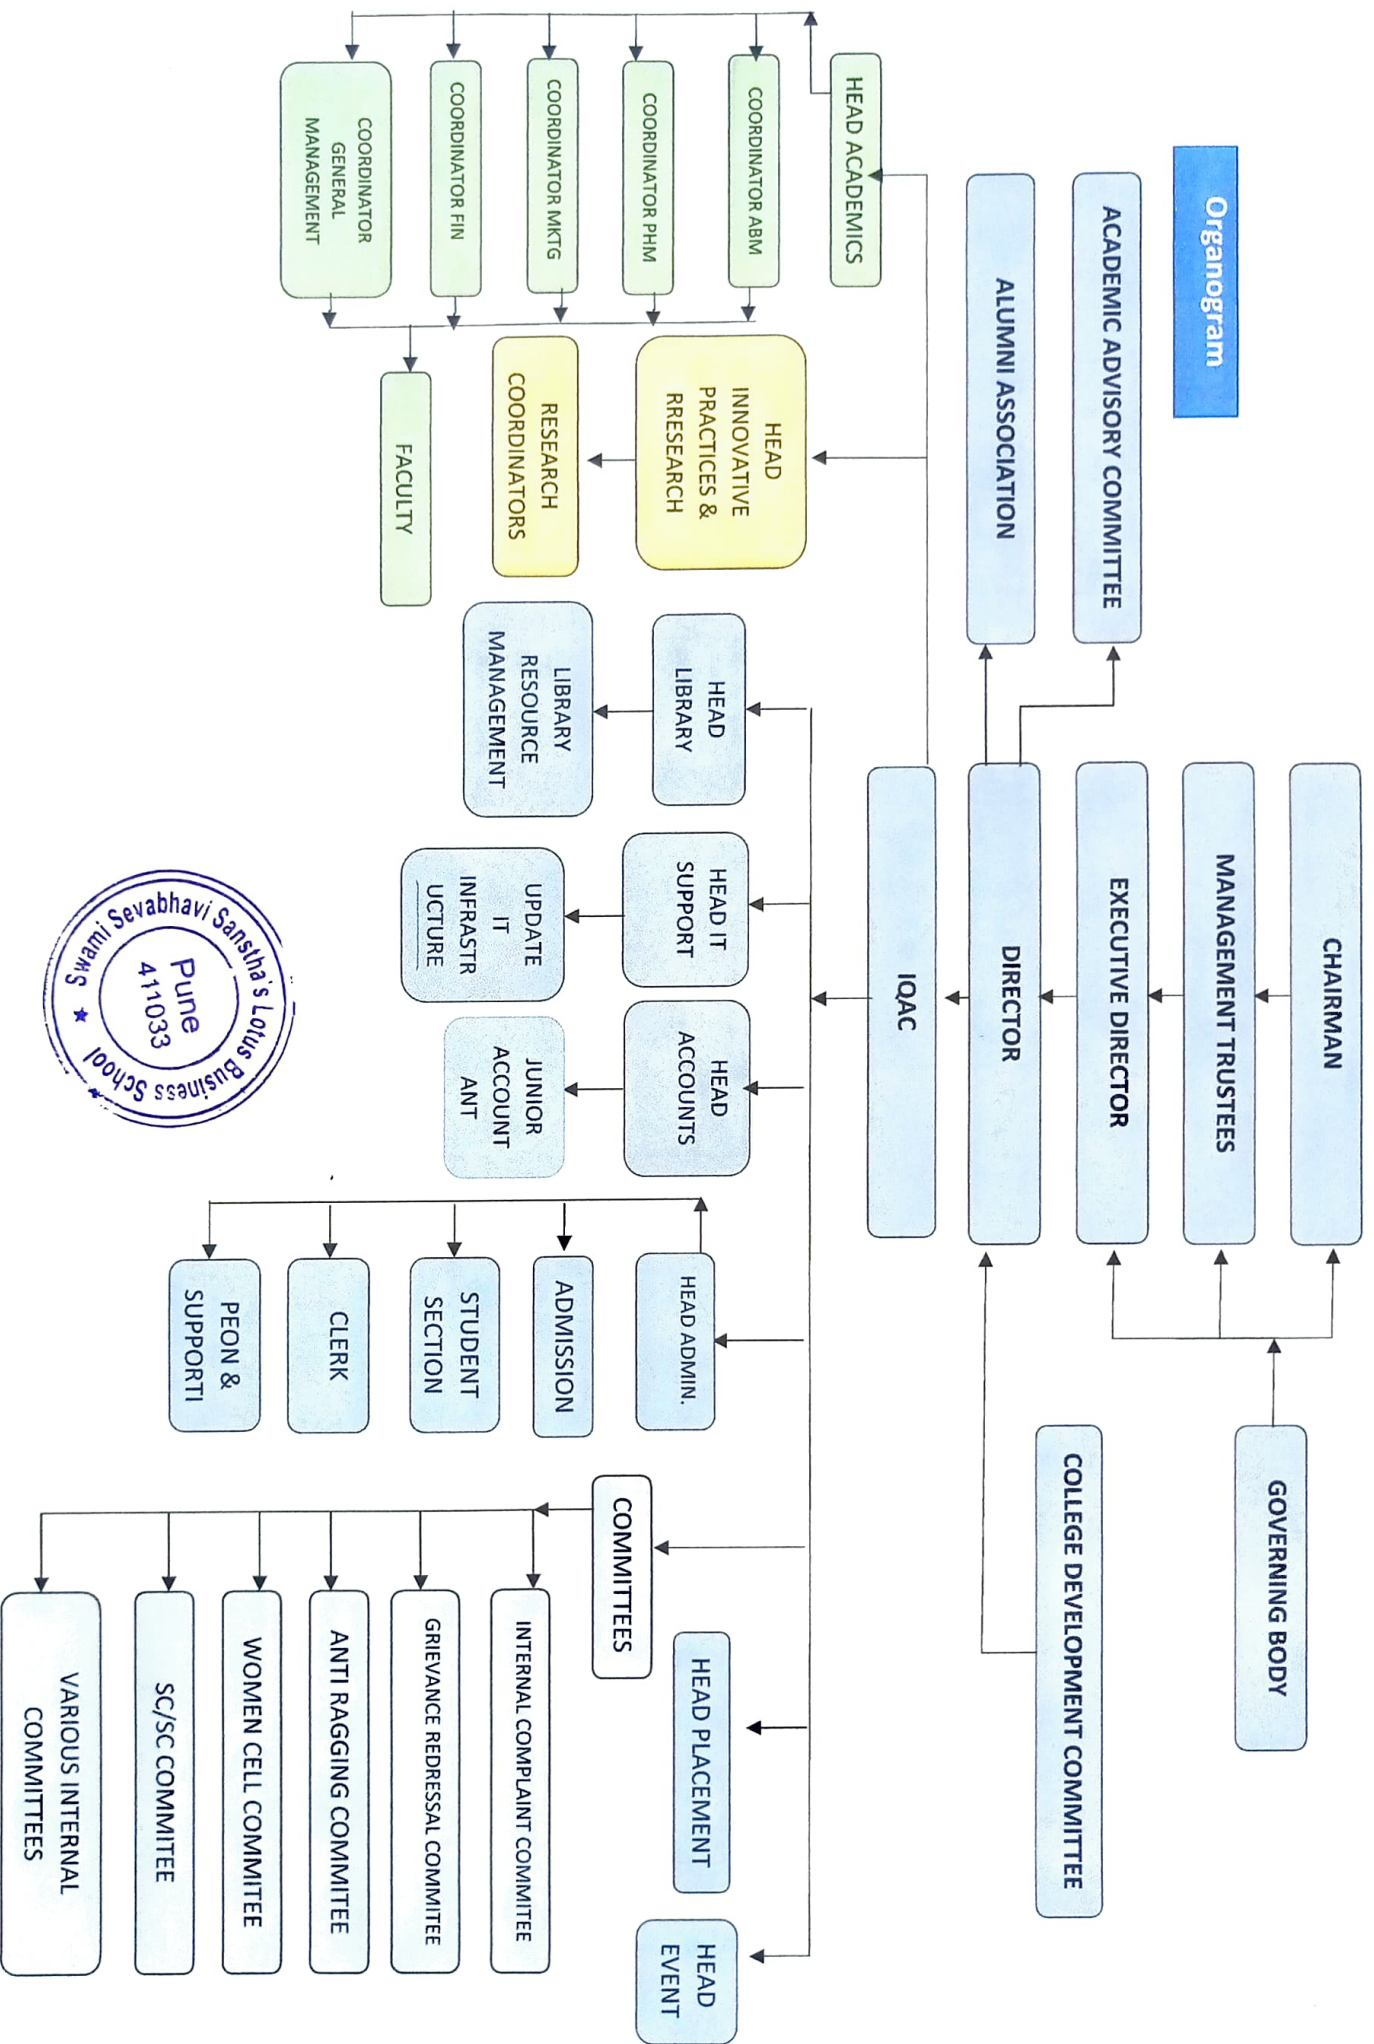 Organogram
CHAIRMAN
GOVERNING BODY
MANAGEMENT TRUSTEES
ACADEMIC ADVISORY COMMITTEE
EXECUTIVE DIRECTOR
COLLEGE DEVELOPMENT COMMITTEE
ALUMNI ASSOCIATION
DIRECTOR
IQAC
HEAD ACADEMICS
HEAD
INNOVATIVE
PRACTICES &
RRESEARCH
HEAD
LIBRARY
HEAD IT
SUPPORT
HEAD
ACCOUNTS
HEAD ADMIN.
COMMITTEES
HEAD PLACEMENT
HEAD
EVENT
COORDINATOR ABM
COORDINATOR PHM
COORDINATOR MKTG
COORDINATOR FIN
COORDINATOR
GENERAL
MANAGEMENT
RESEARCH
COORDINATORS
FACULTY
LIBRARY
RESOURCE
MANAGEMENT
UPDATE
IT
INFRASTR
UCTURE
JUNIOR
ACCOUNT
ANT
ADMISSION
STUDENT
SECTION
CLERK
PEON &
SUPPORTI
INTERNAL COMPLAINT COMMITEE
GRIEVANCE REDRESSAL COMMITEE
ANTI RAGGING COMMITEE
WOMEN CELL COMMITEE
SC/SC COMMITEE
VARIOUS INTERNAL
COMMITTEES
Swami Sevabhavi Sanstha's Lotus Business School
Pune
411033